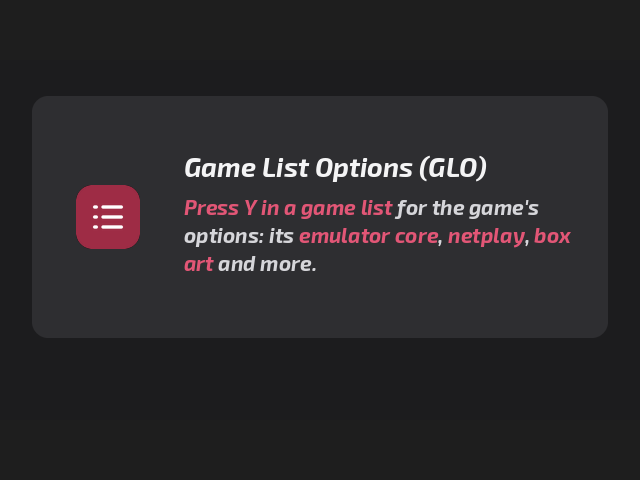 Game List Options (GLO)
Press Y in a game list for the game's
options: its emulator core, netplay, box
art and more.